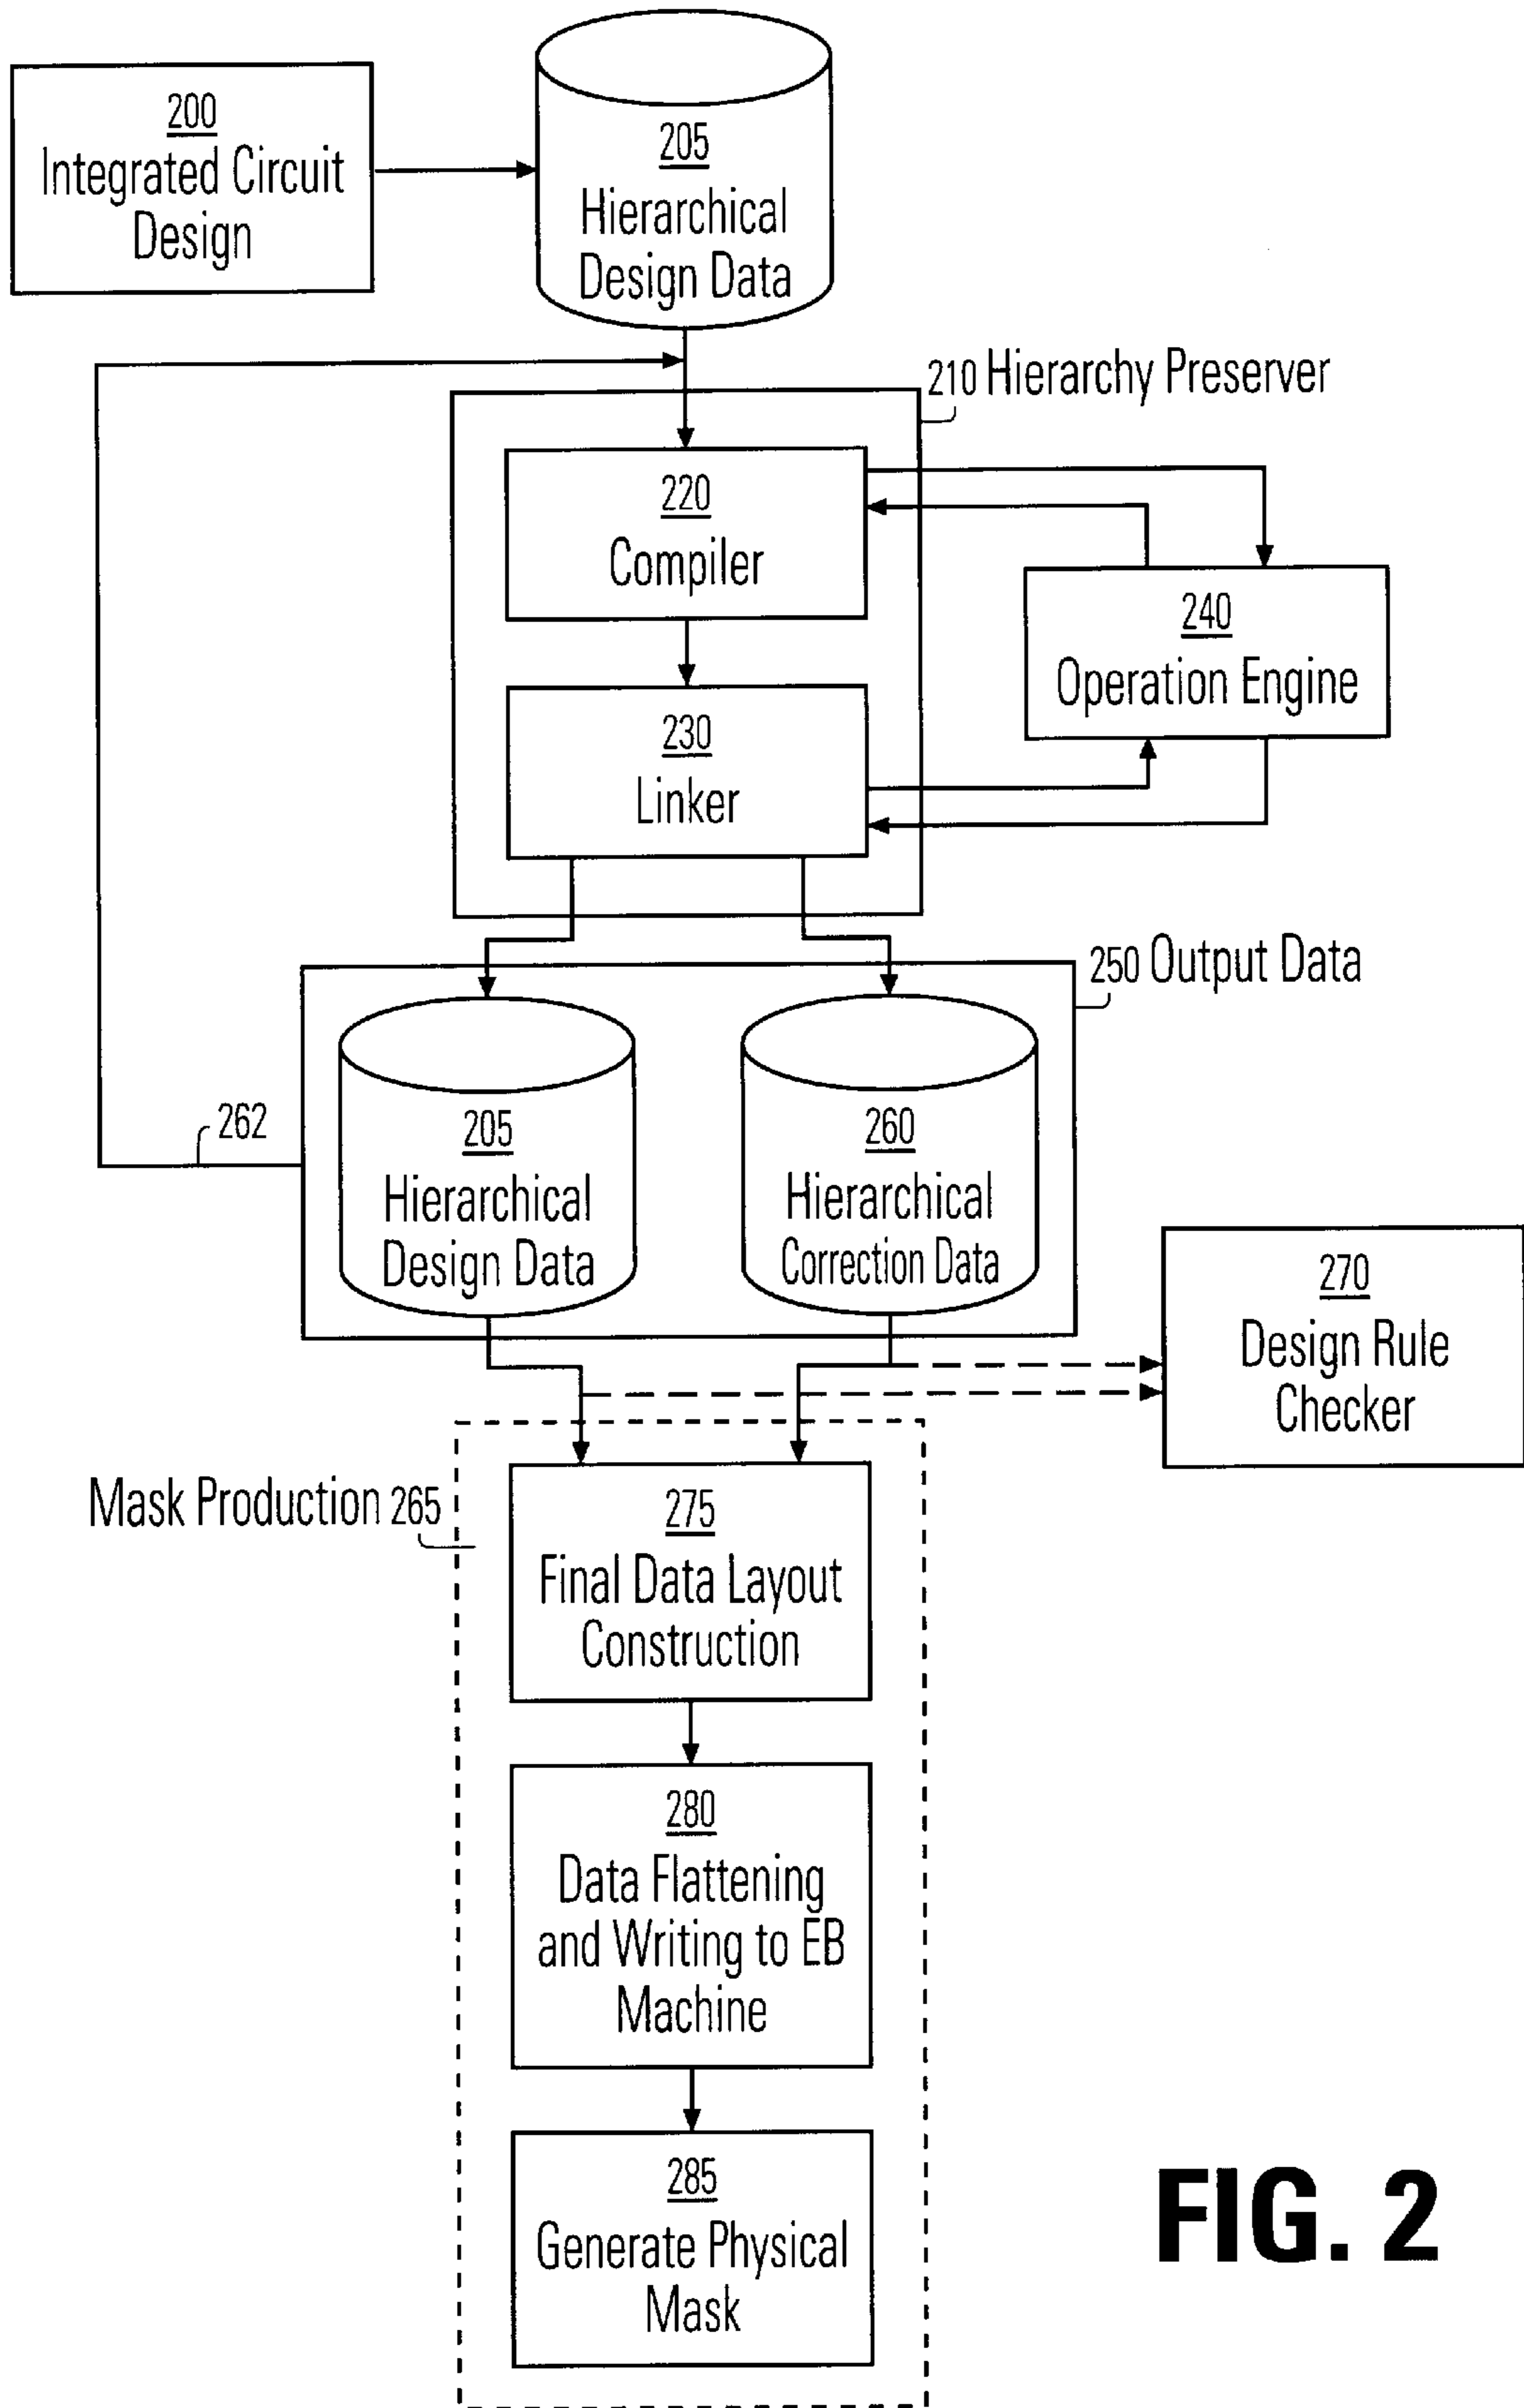 200
Integrated Circuit
Design
205
Hierarchical
Design Data
210 Hierarchy Preserver
220
Compiler
240
Operation Engine
230
Linker
250 Output Data
262
205
Hierarchical
Design Data
260
Hierarchical
Correction Data
270
Design Rule
Checker
Mask Production 265
275
Final Data Layout
Construction
280
Data Flattening
and Writing to EB
Machine
285
Generate Physical
Mask
FIG. 2